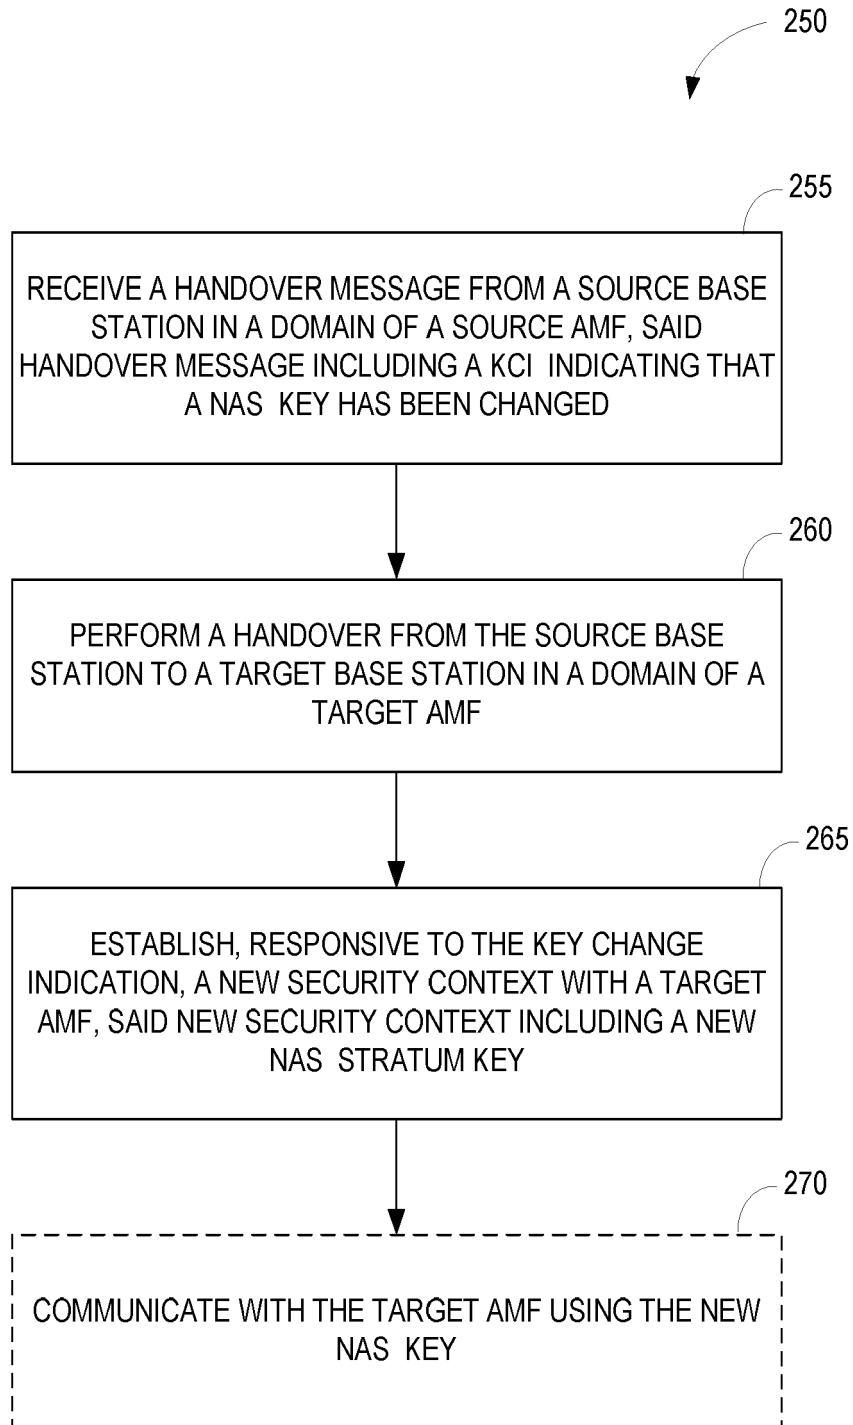 250
255
RECEIVE A HANDOVER MESSAGE FROM A SOURCE BASE
STATION IN A DOMAIN OF A SOURCE AMF, SAID
HANDOVER MESSAGE INCLUDING A KCI INDICATING THAT
A NAS KEY HAS BEEN CHANGED
260
PERFORM A HANDOVER FROM THE SOURCE BASE
STATION TO A TARGET BASE STATION IN A DOMAIN OF A
TARGET AMF
265
ESTABLISH, RESPONSIVE TO THE KEY CHANGE
INDICATION, A NEW SECURITY CONTEXT WITH A TARGET
AMF, SAID NEW SECURITY CONTEXT INCLUDING A NEW
NAS STRATUM KEY
270
COMMUNICATE WITH THE TARGET AMF USING THE NEW
NAS KEY